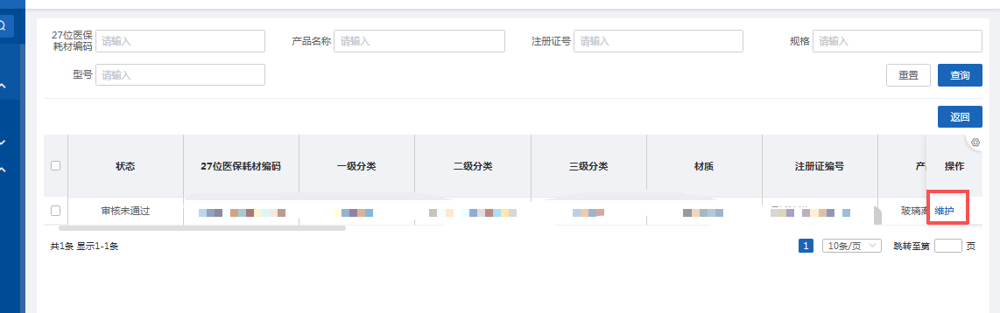 27位医保耗材编码 请输入 产品名称 请输入 注册证号 请输入 规格 请输入
型号 请输入 重置 查询
返回
状态 27位医保耗材编码 一级分类 二级分类 三级分类 材质 注册证编号 产 操作
审核未通过 玻璃离 维护
共1条 显示1-1条 1 10条/页 跳转至第 页